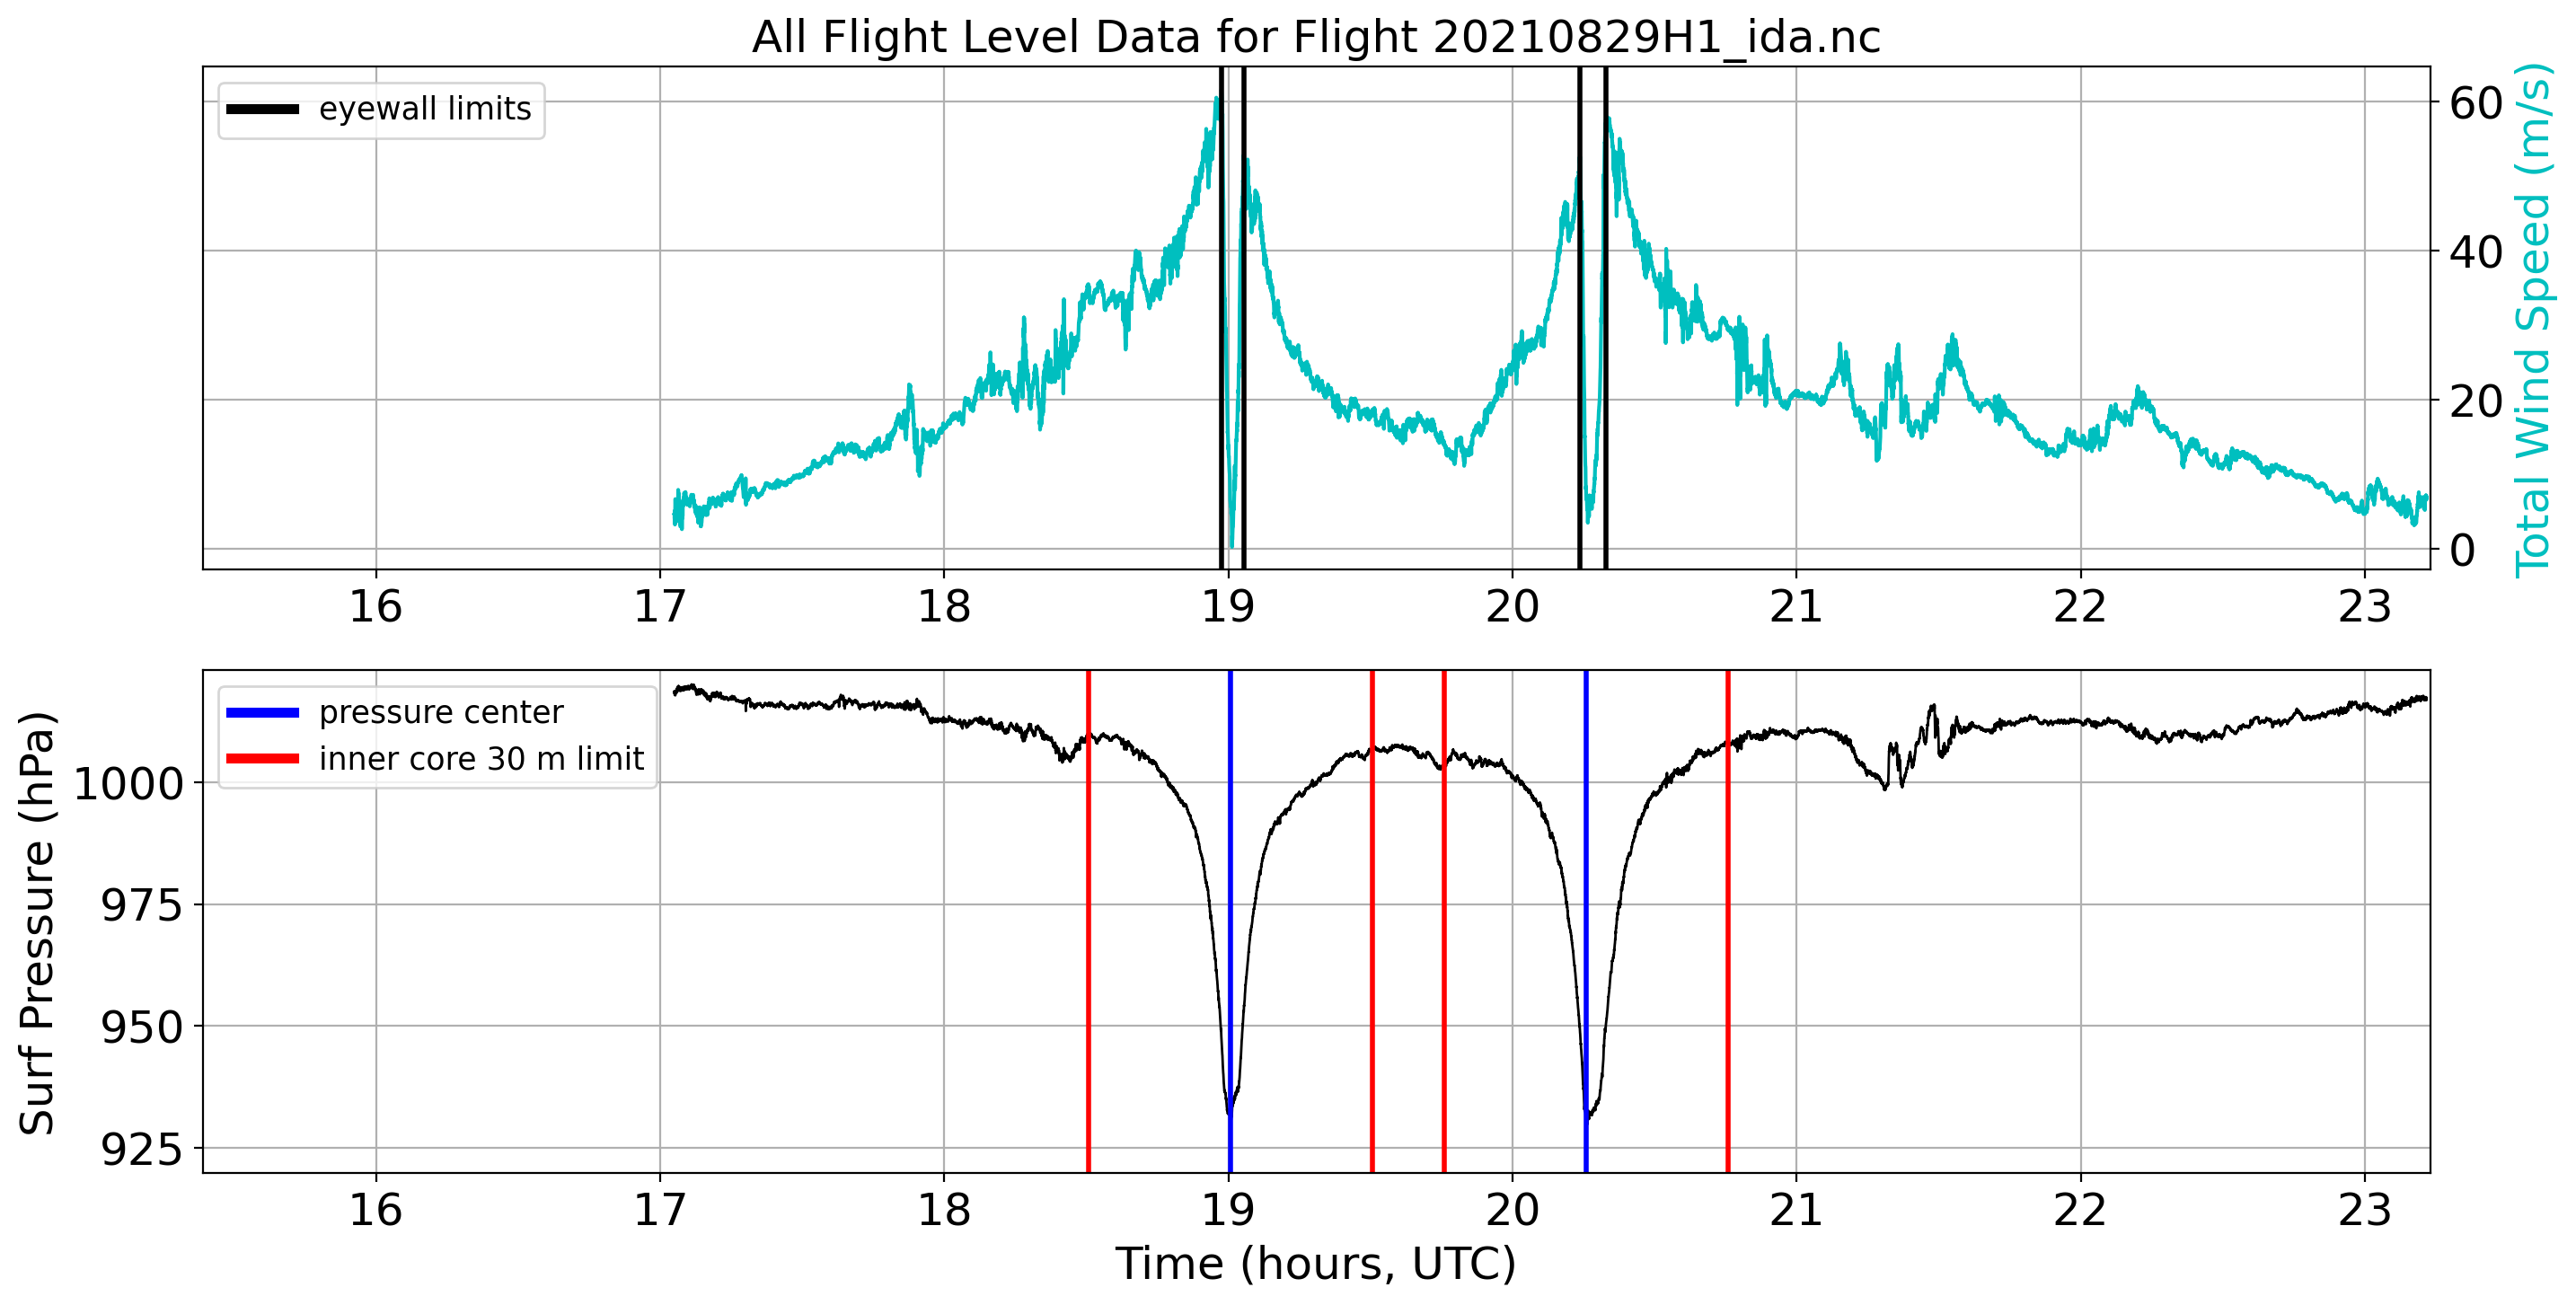 All Flight Level Data for Flight 20210829H1_ida.nc
eyewall limits
60
40
20
0
Total Wind Speed (m/s)
16 17 18 19 20 21 22 23
pressure center
inner core 30 m limit
1000
975
950
925
Surf Pressure (hPa)
16 17 18 19 20 21 22 23
Time (hours, UTC)